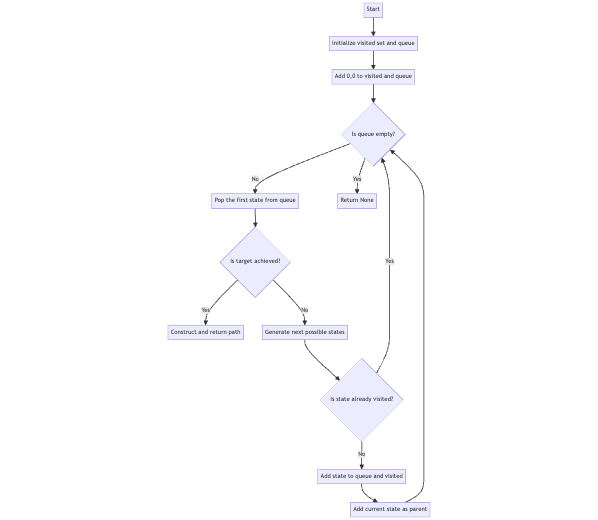 Start
Initialize visited set and queue
Add 0,0 to visited and queue
Is queue empty?
No
Yes
Pop the first state from queue
Return None
Is target achieved?
Yes
Yes
No
Construct and return path
Generate next possible states
Is state already visited?
No
Add state to queue and visited
Add current state as parent